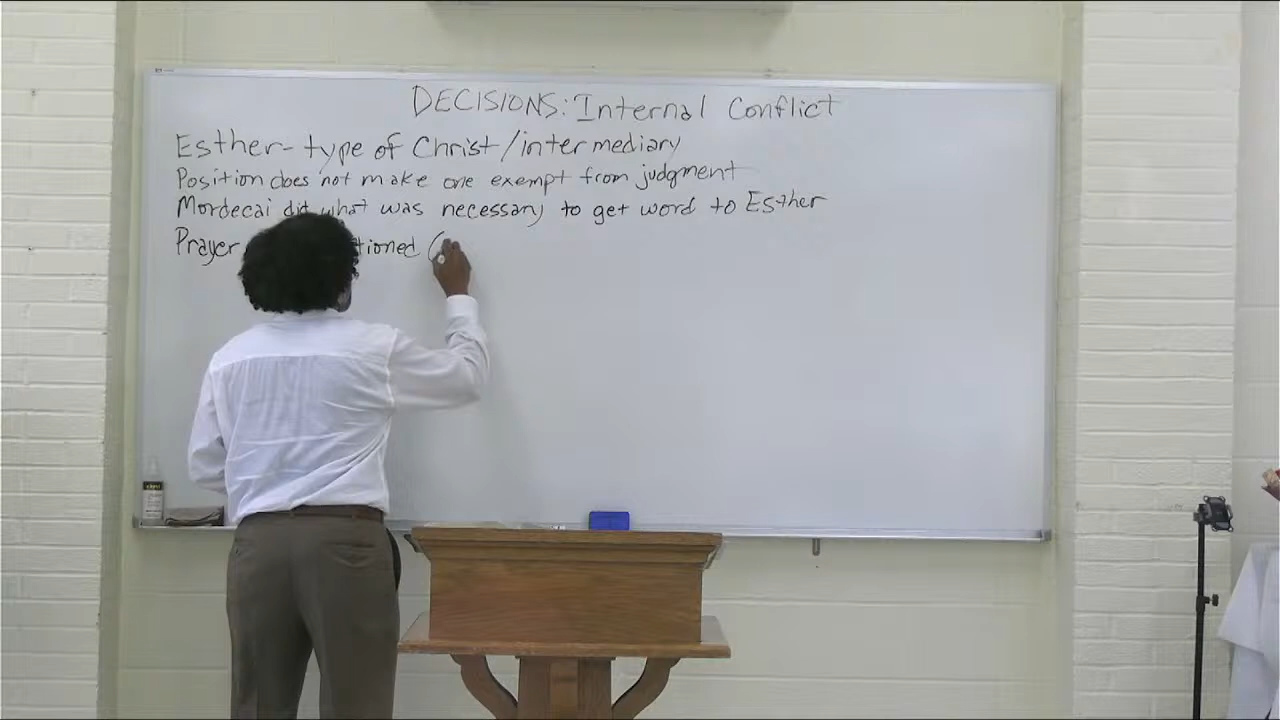 DECISIONS: Internal Conflict
Esther- type of Christ/intermediary
Position does not make one exempt from judgment
Mordecai did what was necessary to get word to Esther
Prayer tioned (